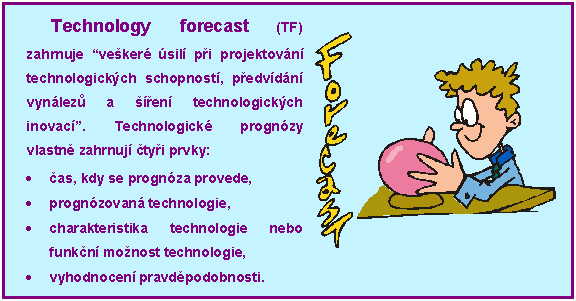 Technology forecast (TF)
zahrnuje “veškeré úsilí při projektování
technologických schopností, předvídání
vynálezů a šíření technologických
inovací”. Technologické prognózy
vlastně zahrnují čtyři prvky:
• čas, kdy se prognóza provede,
• prognózovaná technologie,
• charakteristika technologie nebo
funkční možnost technologie,
• vyhodnocení pravděpodobnosti.
Forecast